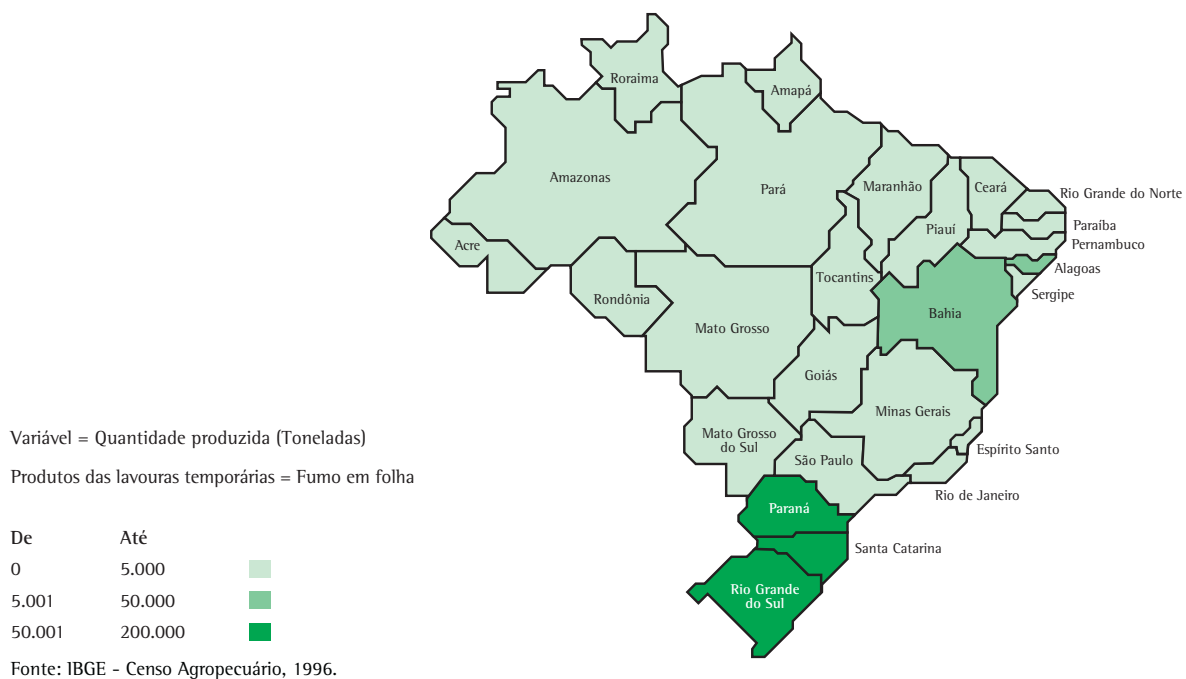 Roraima
Amapá
Amazonas
Pará
Maranhão
Ceará
Rio Grande do Norte
Acre
Piauí
Paraíba
Pernambuco
Alagoas
Tocantins
Sergipe
Rondônia
Bahia
Mato Grosso
Goiás
Minas Gerais
Mato Grosso
do Sul
São Paulo
Espírito Santo
Rio de Janeiro
Paraná
Santa Catarina
Rio Grande
do Sul
Variável = Quantidade produzida (Toneladas)
Produtos das lavouras temporárias = Fumo em folha
De Até
0 5.000
5.001 50.000
50.001 200.000
Fonte: IBGE - Censo Agropecuário, 1996.